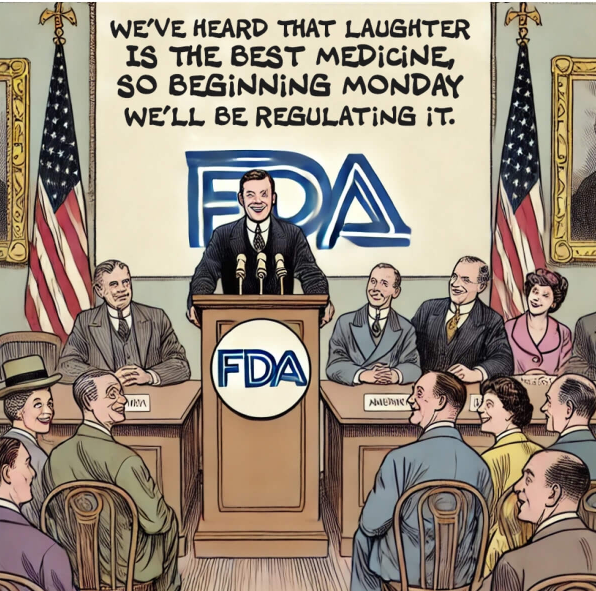 WE'VE HEARD THAT LAUGHTER
IS THE BEST MEDICINE,
SO BEGINNING MONDAY
WE'LL BE REGULATING IT.
FDA
FDA